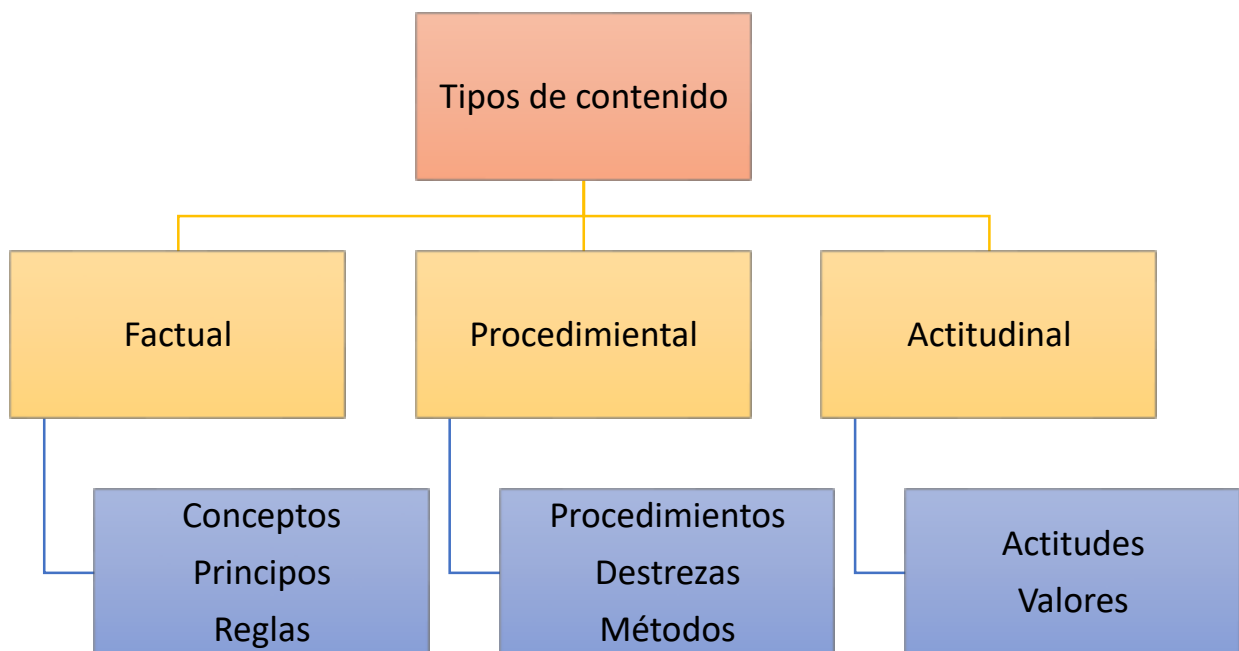 Tipos de contenido
Factual
Procedimiental
Actitudinal
Conceptos
Principos
Reglas
Procedimientos
Destrezas
Métodos
Actitudes
Valores